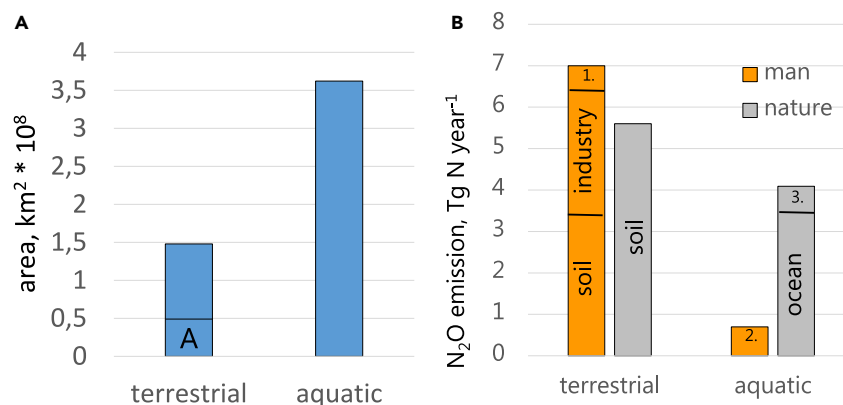 A
area, km² * 10⁸
4
3,5
3
2,5
2
1,5
1
0,5
0
A
terrestrial
aquatic
B
N₂O emission, Tg N year⁻¹
8
7
6
5
4
3
2
1
0
1.
industry
soil
soil
2.
3.
ocean
man
nature
terrestrial
aquatic